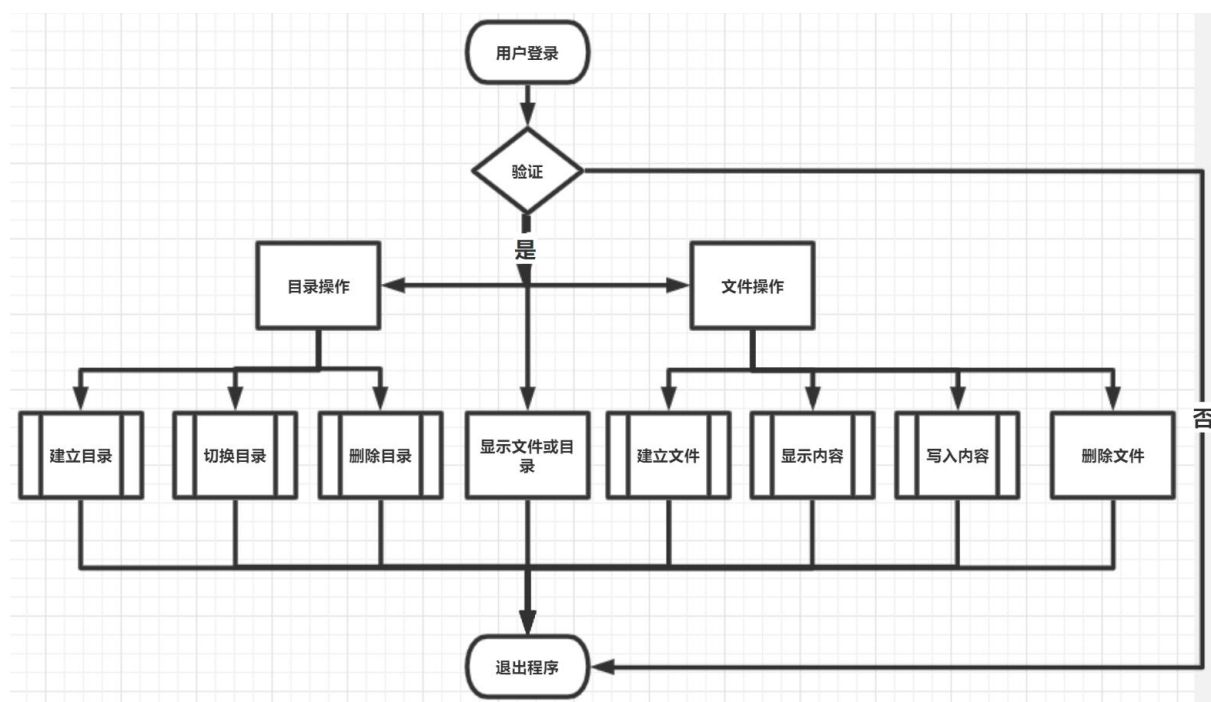 用户登录
验证
是
目录操作
文件操作
建立目录
切换目录
删除目录
显示文件或目
录
建立文件
显示内容
写入内容
删除文件
否
退出程序